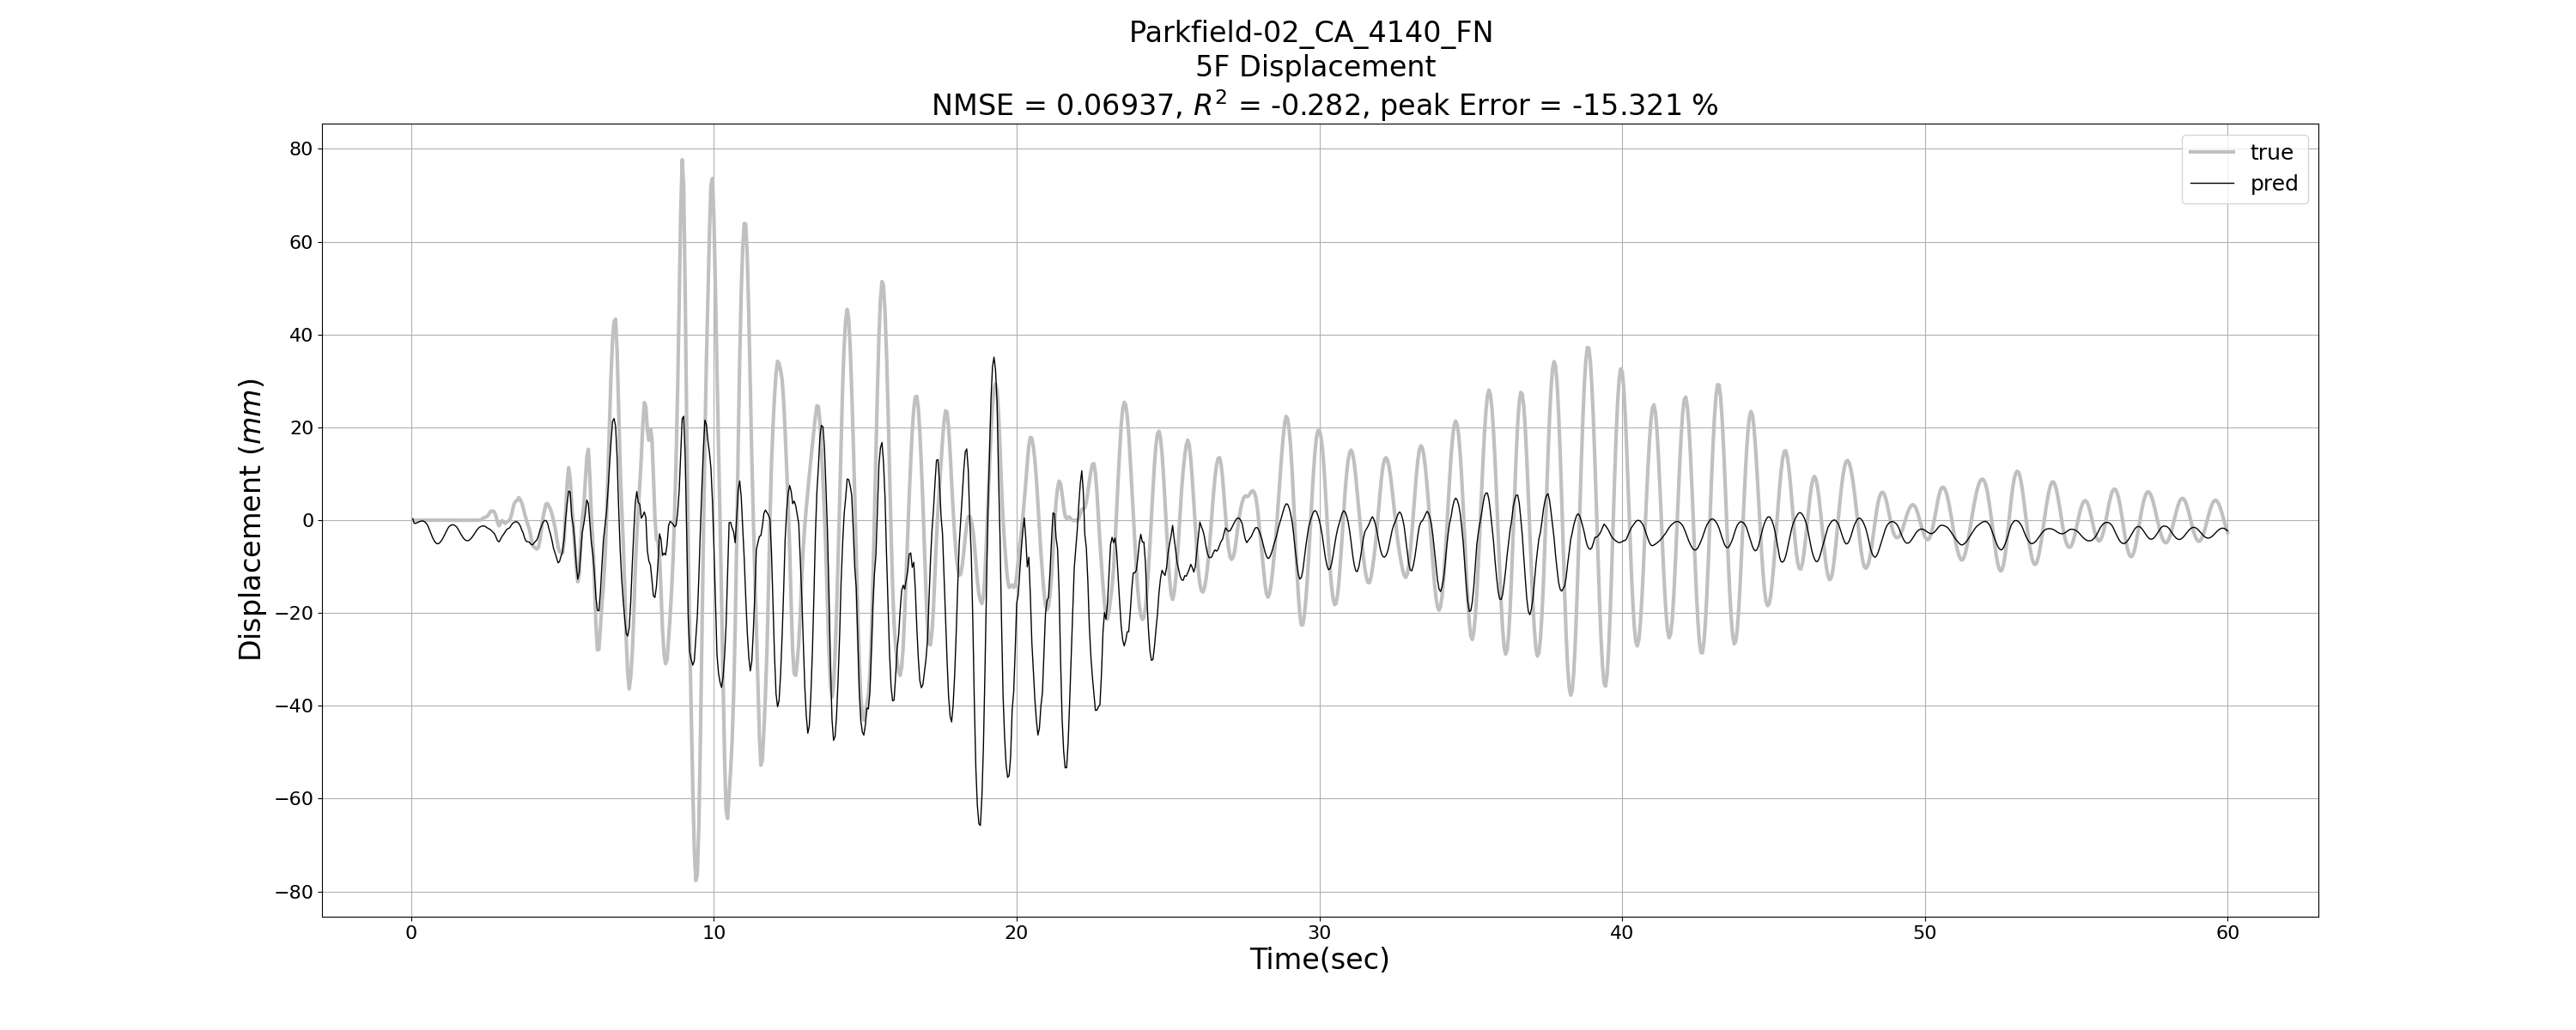 Parkfield-02_CA_4140_FN
5F Displacement
NMSE = 0.06937, R² = -0.282, peak Error = -15.321 %
true
pred
Displacement (mm)
80
60
40
20
0
−20
−40
−60
−80
0 10 20 30 40 50 60
Time(sec)